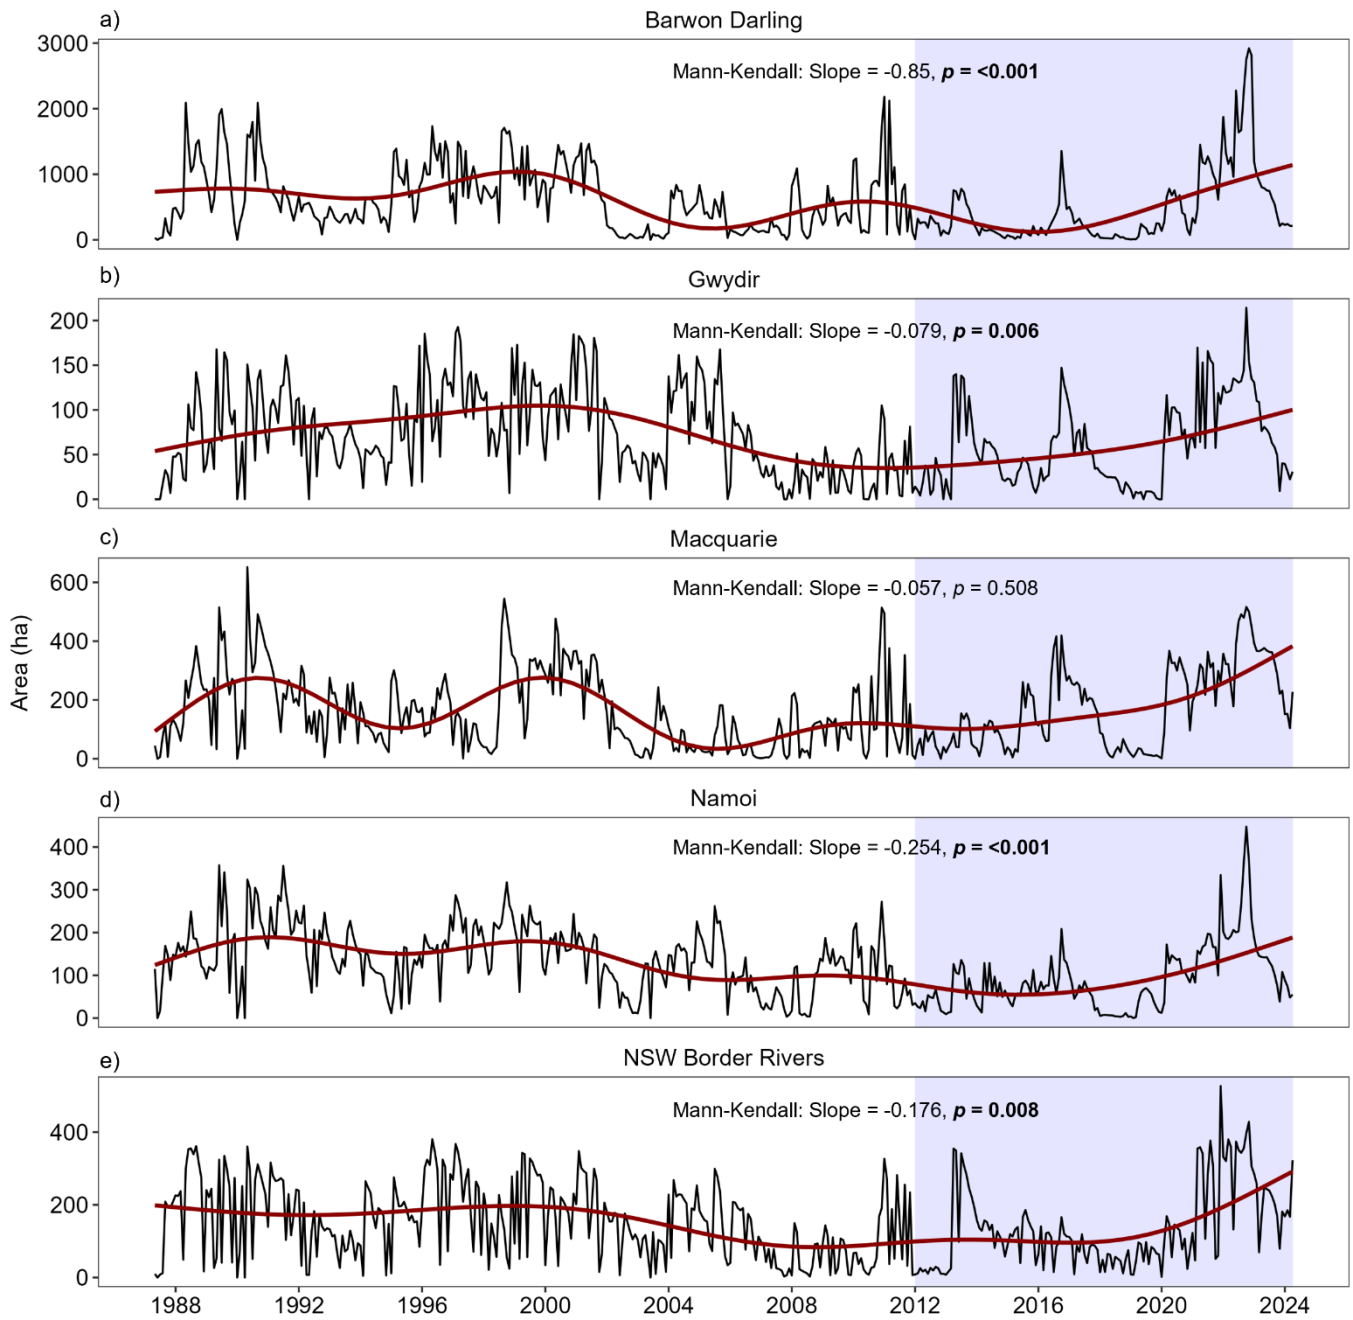 a)
Barwon Darling
3000
2000
1000
0
Mann-Kendall: Slope = -0.85, p = <0.001
b)
Gwydir
200
150
100
50
0
Mann-Kendall: Slope = -0.079, p = 0.006
c)
Macquarie
600
400
200
0
Mann-Kendall: Slope = -0.057, p = 0.508
Area (ha)
d)
Namoi
400
300
200
100
0
Mann-Kendall: Slope = -0.254, p = <0.001
e)
NSW Border Rivers
400
200
0
Mann-Kendall: Slope = -0.176, p = 0.008
1988 1992 1996 2000 2004 2008 2012 2016 2020 2024